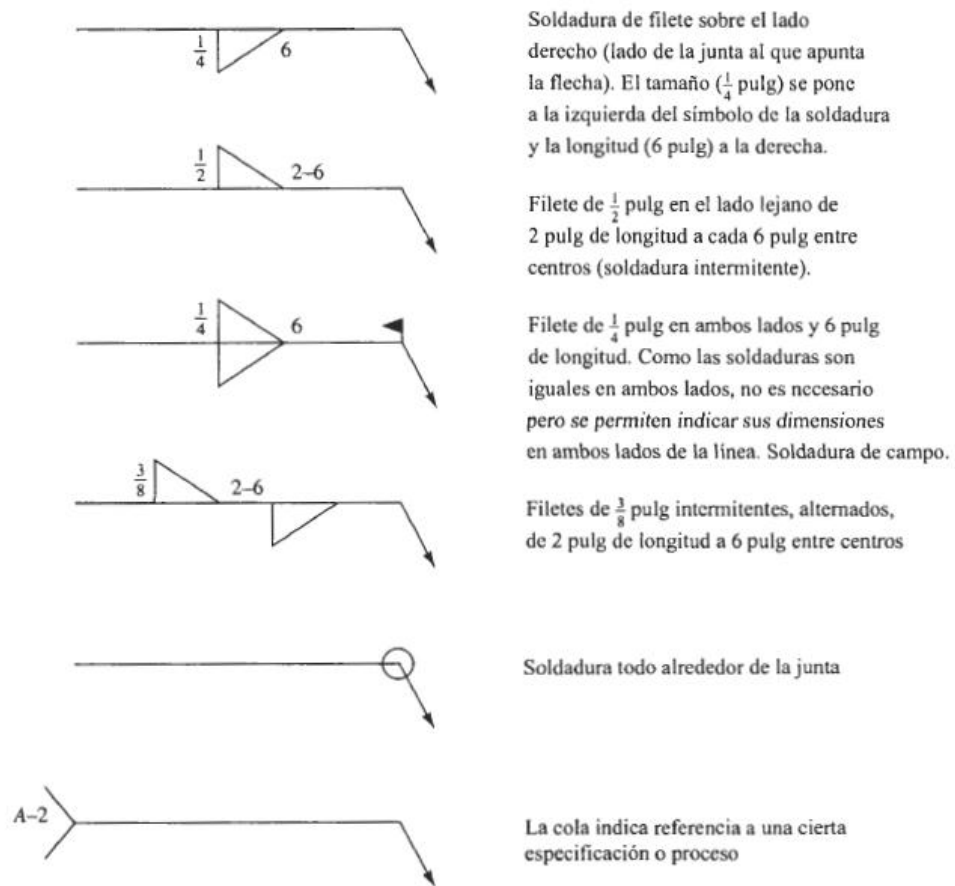 1/4 6
Soldadura de filete sobre el lado
derecho (lado de la junta al que apunta
la flecha). El tamaño (1/4 pulg) se pone
a la izquierda del símbolo de la soldadura
y la longitud (6 pulg) a la derecha.
1/2 2–6
Filete de 1/2 pulg en el lado lejano de
2 pulg de longitud a cada 6 pulg entre
centros (soldadura intermitente).
1/4 6
Filete de 1/4 pulg en ambos lados y 6 pulg
de longitud. Como las soldaduras son
iguales en ambos lados, no es necesario
pero se permiten indicar sus dimensiones
en ambos lados de la línea. Soldadura de campo.
3/8 2–6
Filetes de 3/8 pulg intermitentes, alternados,
de 2 pulg de longitud a 6 pulg entre centros
Soldadura todo alrededor de la junta
A–2
La cola indica referencia a una cierta
especificación o proceso